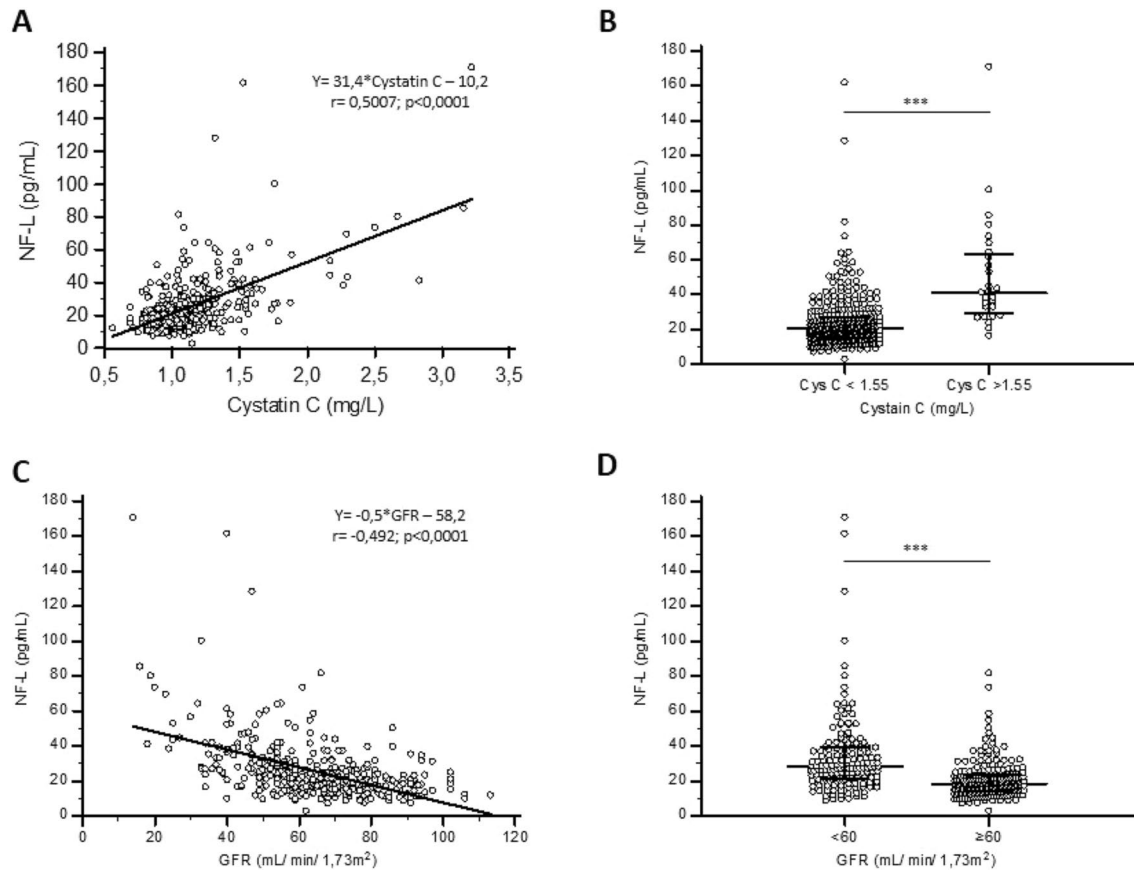 A
180
160
140
120
100
80
60
40
20
0
NF-L (pg/mL)
Y= 31,4*Cystatin C – 10,2
r= 0,5007; p<0,0001
0,5 1,0 1,5 2,0 2,5 3,0 3,5
Cystatin C (mg/L)
B
180
160
140
120
100
80
60
40
20
0
NF-L (pg/mL)
***
Cys C < 1.55 Cys C >1.55
Cystain C (mg/L)
C
180
160
140
120
100
80
60
40
20
0
NF-L (pg/mL)
Y= -0,5*GFR – 58,2
r= -0,492; p<0,0001
0 20 40 60 80 100 120
GFR (mL/ min/ 1,73m²)
D
180
160
140
120
100
80
60
40
20
0
NF-L (pg/mL)
***
<60 ≥60
GFR (mL/ min/ 1,73m²)